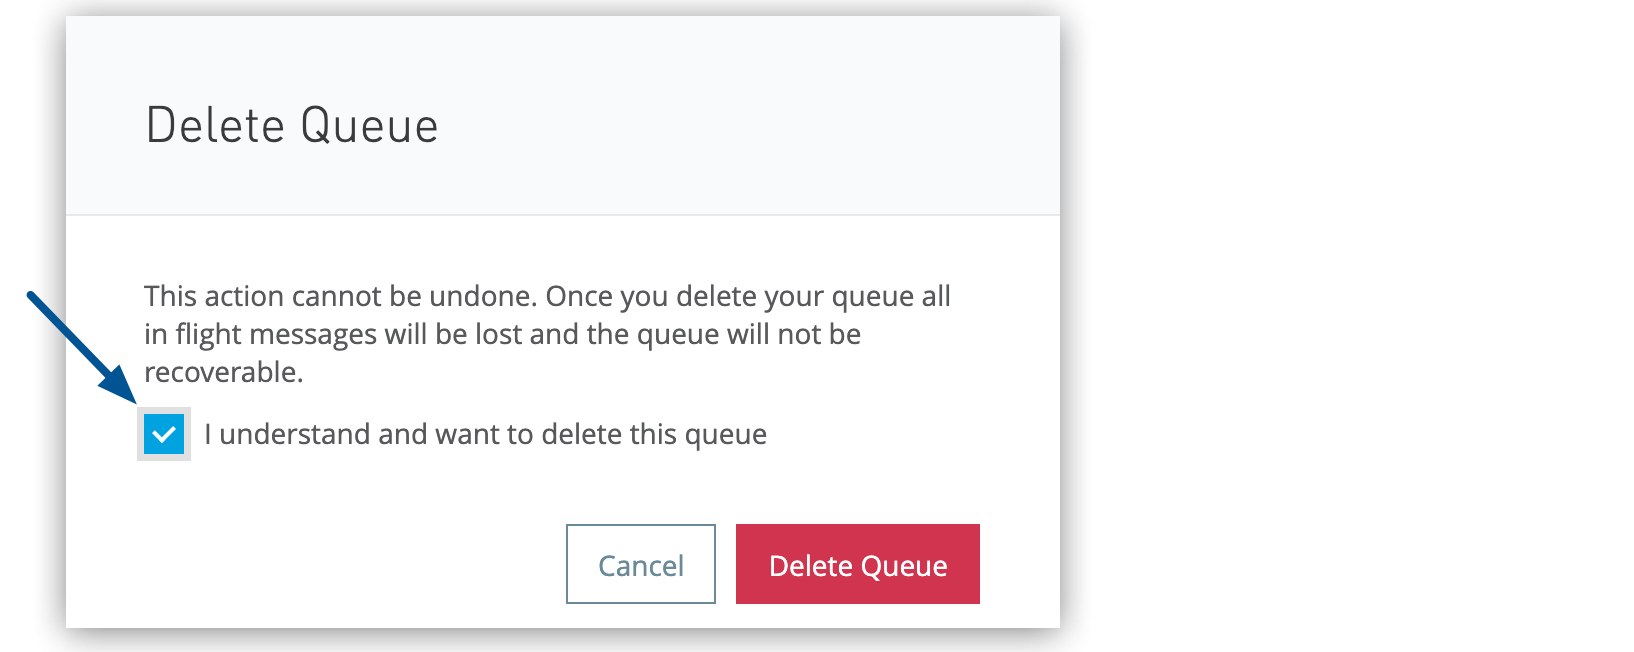 Delete Queue
This action cannot be undone. Once you delete your queue all
in flight messages will be lost and the queue will not be
recoverable.
I understand and want to delete this queue
Cancel
Delete Queue